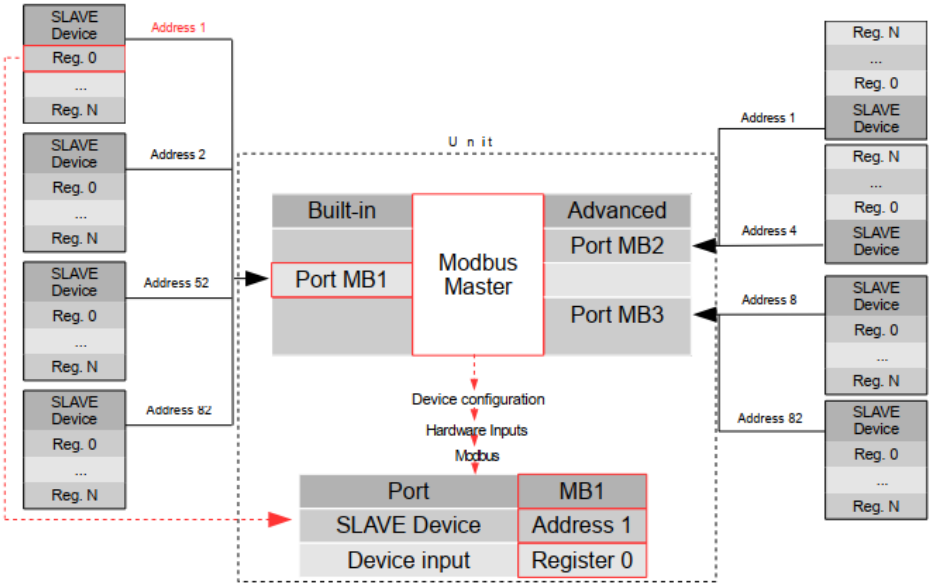 SLAVE
Device
Reg. 0
...
Reg. N
Address 1
SLAVE
Device
Reg. 0
...
Reg. N
Address 2
SLAVE
Device
Reg. 0
...
Reg. N
Address 52
SLAVE
Device
Reg. 0
...
Reg. N
Address 82
Unit
Built-in
Port MB1
Modbus
Master
Advanced
Port MB2
Port MB3
Device configuration
Hardware Inputs
Modbus
Port MB1
SLAVE Device Address 1
Device input Register 0
Address 1
Reg. N
...
Reg. 0
SLAVE
Device
Address 4
Reg. N
...
Reg. 0
SLAVE
Device
Address 8
SLAVE
Device
Reg. 0
...
Reg. N
Address 82
SLAVE
Device
Reg. 0
...
Reg. N